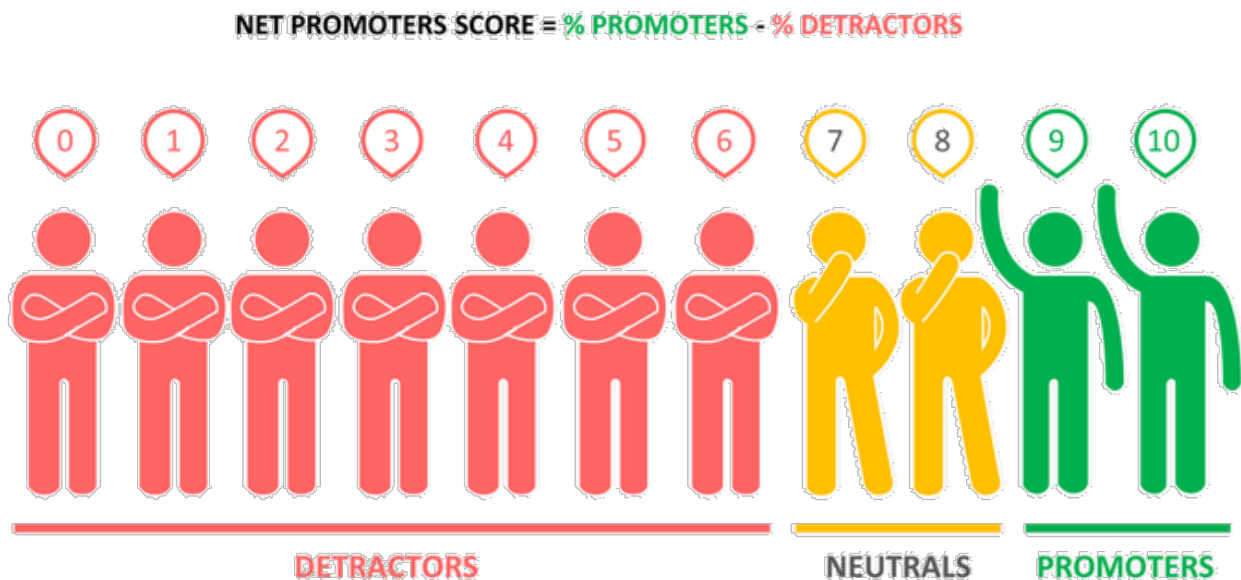 NET PROMOTERS SCORE = % PROMOTERS - % DETRACTORS
0 1 2 3 4 5 6 7 8 9 10
DETRACTORS NEUTRALS PROMOTERS